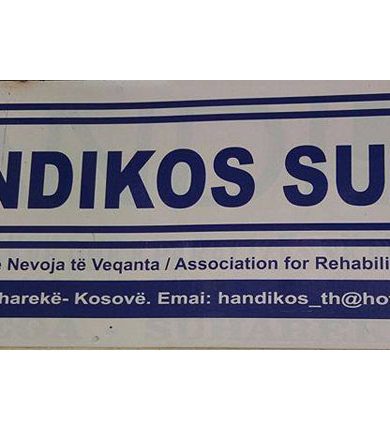 NDIKOS SU
Nevoja të Veqanta / Association for Rehabili
harekë- Kosovë. Emai: handikos_th@ho